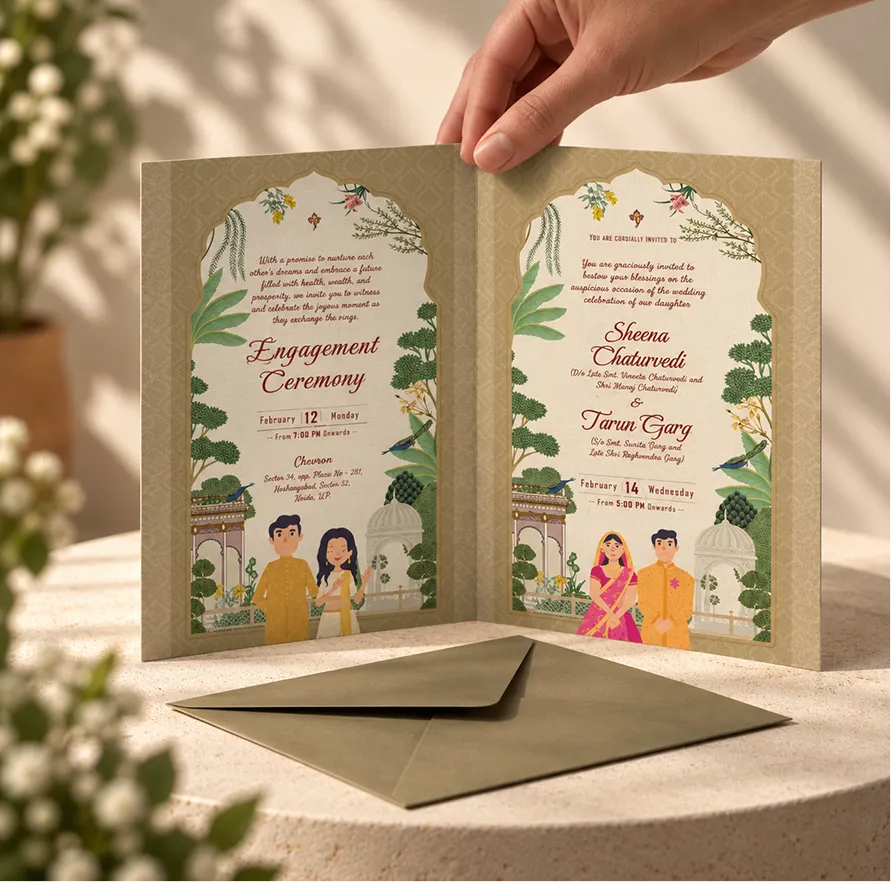 With a promise to nurture each
other's dreams and embrace a future
filled with health, wealth, and
prosperity, we invite you to witness
and celebrate the joyous moment as
they exchange the rings.
Engagement
Ceremony
February 12 Monday
-- From 7:00 PM Onwards --
Chevron
Sector 34, opp. Plaza No - 281,
Hoshangabad, Sector 52,
Noida, U.P.
YOU ARE CORDIALLY INVITED TO
You are graciously invited to
bestow your blessings on the
auspicious occasion of the wedding
celebration of our daughter
Sheena
Chaturvedi
(D/o Late Smt. Vineeta Chaturvedi and
Shri Manoj Chaturvedi)
&
Tarun Garg
(S/o Smt. Sunita Garg and
Late Shri Raghvendra Garg)
February 14 Wednesday
-- From 5:00 PM Onwards --